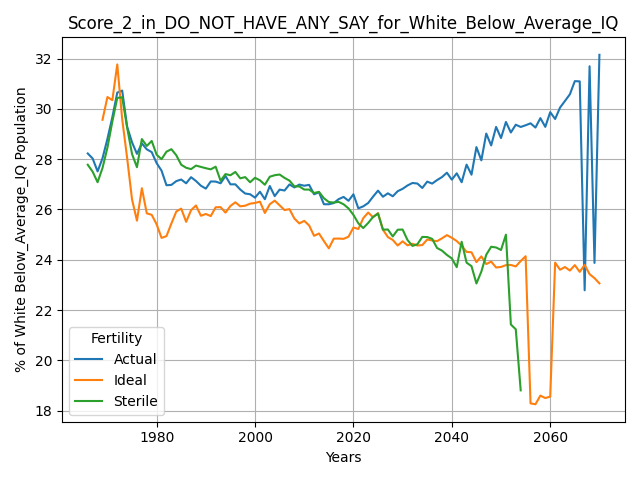 Score_2_in_DO_NOT_HAVE_ANY_SAY_for_White_Below_Average_IQ
% of White Below_Average_IQ Population
32
30
28
26
24
22
20
18
Fertility
Actual
Ideal
Sterile
1980 2000 2020 2040 2060
Years